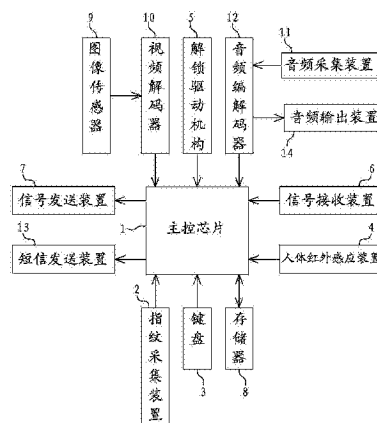 9
10
5
12
11
图像传感器
视频解码器
解锁驱动机构
音频编解码器
音频采集装置
音频输出装置
14
7
6
信号发送装置
信号接收装置
1
主控芯片
13
4
短信发送装置
人体红外感应装置
2
指纹采集装置
键盘
存储器
3
8